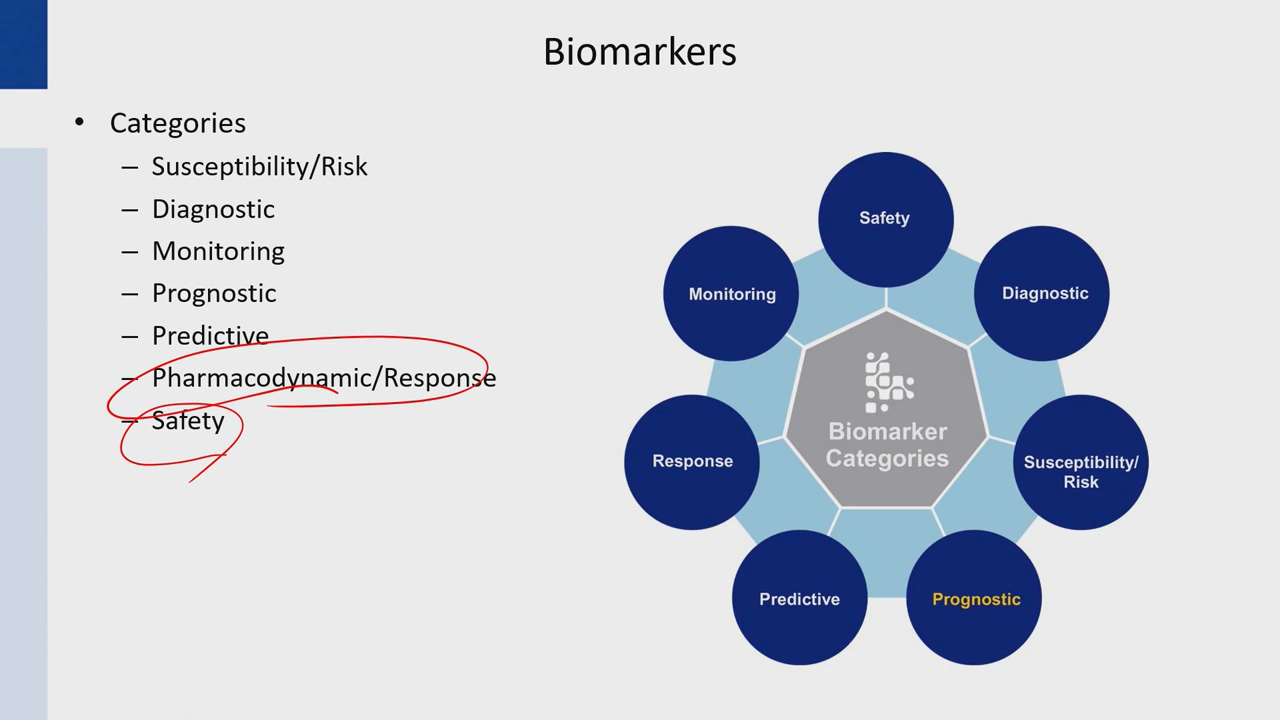 Biomarkers
• Categories
– Susceptibility/Risk
– Diagnostic
– Monitoring
– Prognostic
– Predictive
– Pharmacodynamic/Response
– Safety
Safety
Monitoring
Diagnostic
Biomarker
Categories
Response
Susceptibility/
Risk
Predictive
Prognostic